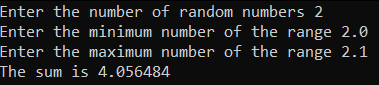 Enter the number of random numbers 2
Enter the minimum number of the range 2.0
Enter the maximum number of the range 2.1
The sum is 4.056484